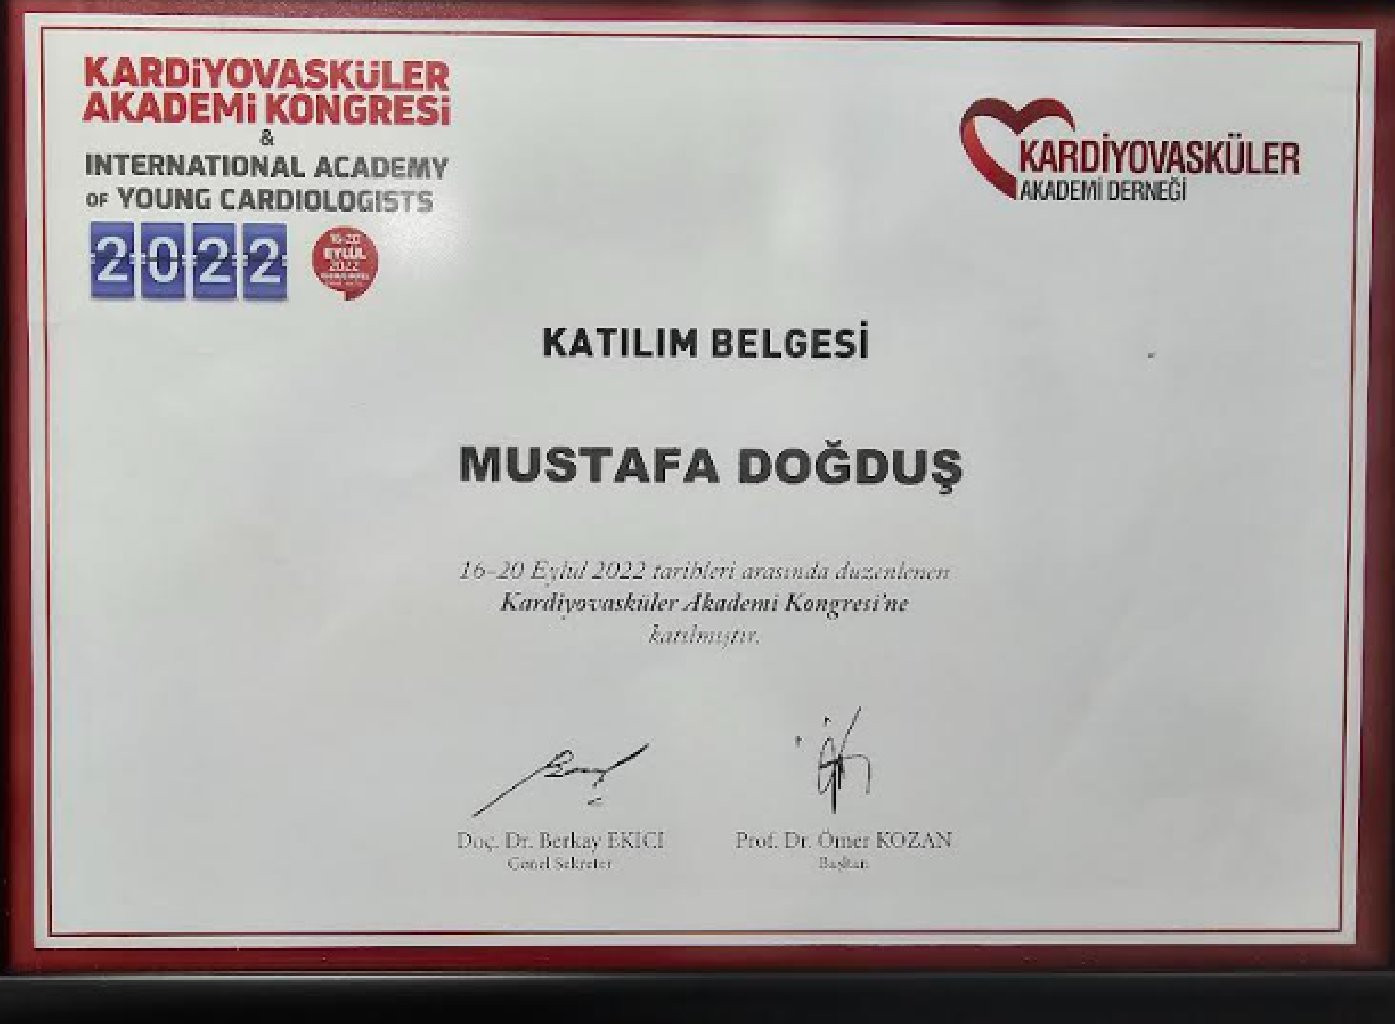 KARDİYOVASKÜLER
AKADEMİ KONGRESİ
&
INTERNATIONAL ACADEMY
OF YOUNG CARDIOLOGISTS
2022
16-20
EYLÜL
2022
KARDİYOVASKÜLER
AKADEMİ DERNEĞİ
KATILIM BELGESİ
MUSTAFA DOĞDUŞ
16-20 Eylül 2022 tarihleri arasında düzenlenen
Kardiyovasküler Akademi Kongresi'ne
katılmıştır.
Doç. Dr. Berkay EKİCİ
Genel Sekreter
Prof. Dr. Ömer KOZAN
Başkan